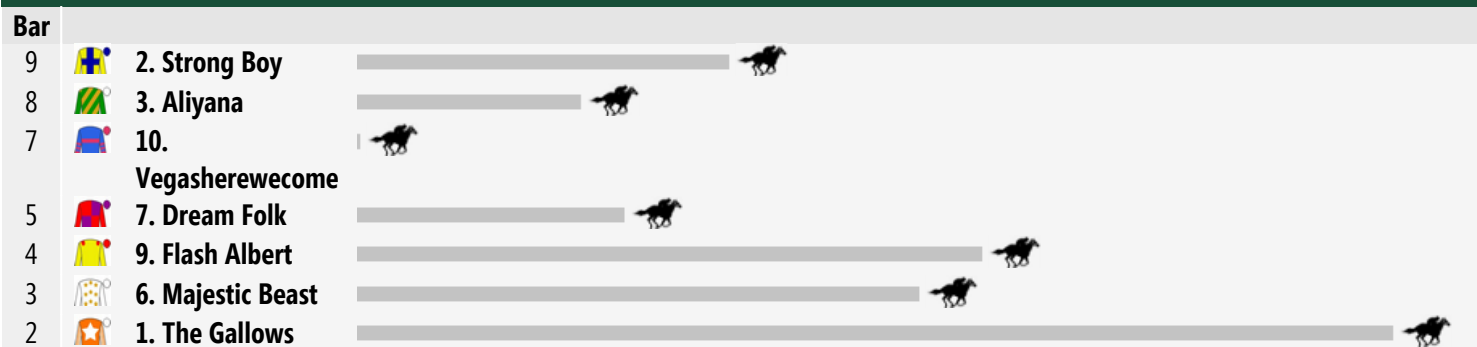 Bar
9 2. Strong Boy
8 3. Aliyana
7 10.
Vegasherewecome
5 7. Dream Folk
4 9. Flash Albert
3 6. Majestic Beast
2 1. The Gallows